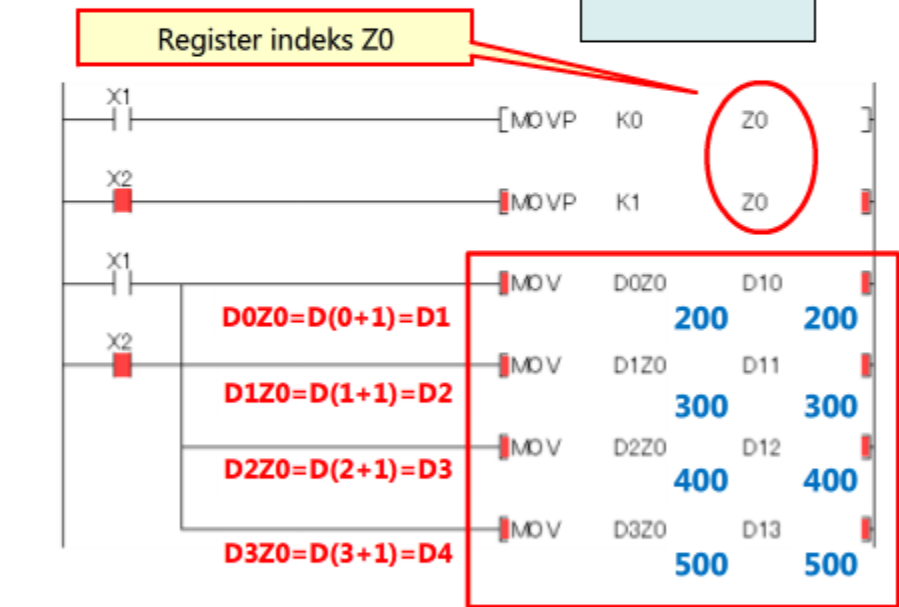 Register indeks Z0
X1
[MOVP K0 Z0 ]
X2
MOVP K1 Z0
X1
MOV D0Z0 D10
D0Z0=D(0+1)=D1 200 200
X2
MOV D1Z0 D11
D1Z0=D(1+1)=D2 300 300
MOV D2Z0 D12
D2Z0=D(2+1)=D3 400 400
MOV D3Z0 D13
D3Z0=D(3+1)=D4 500 500